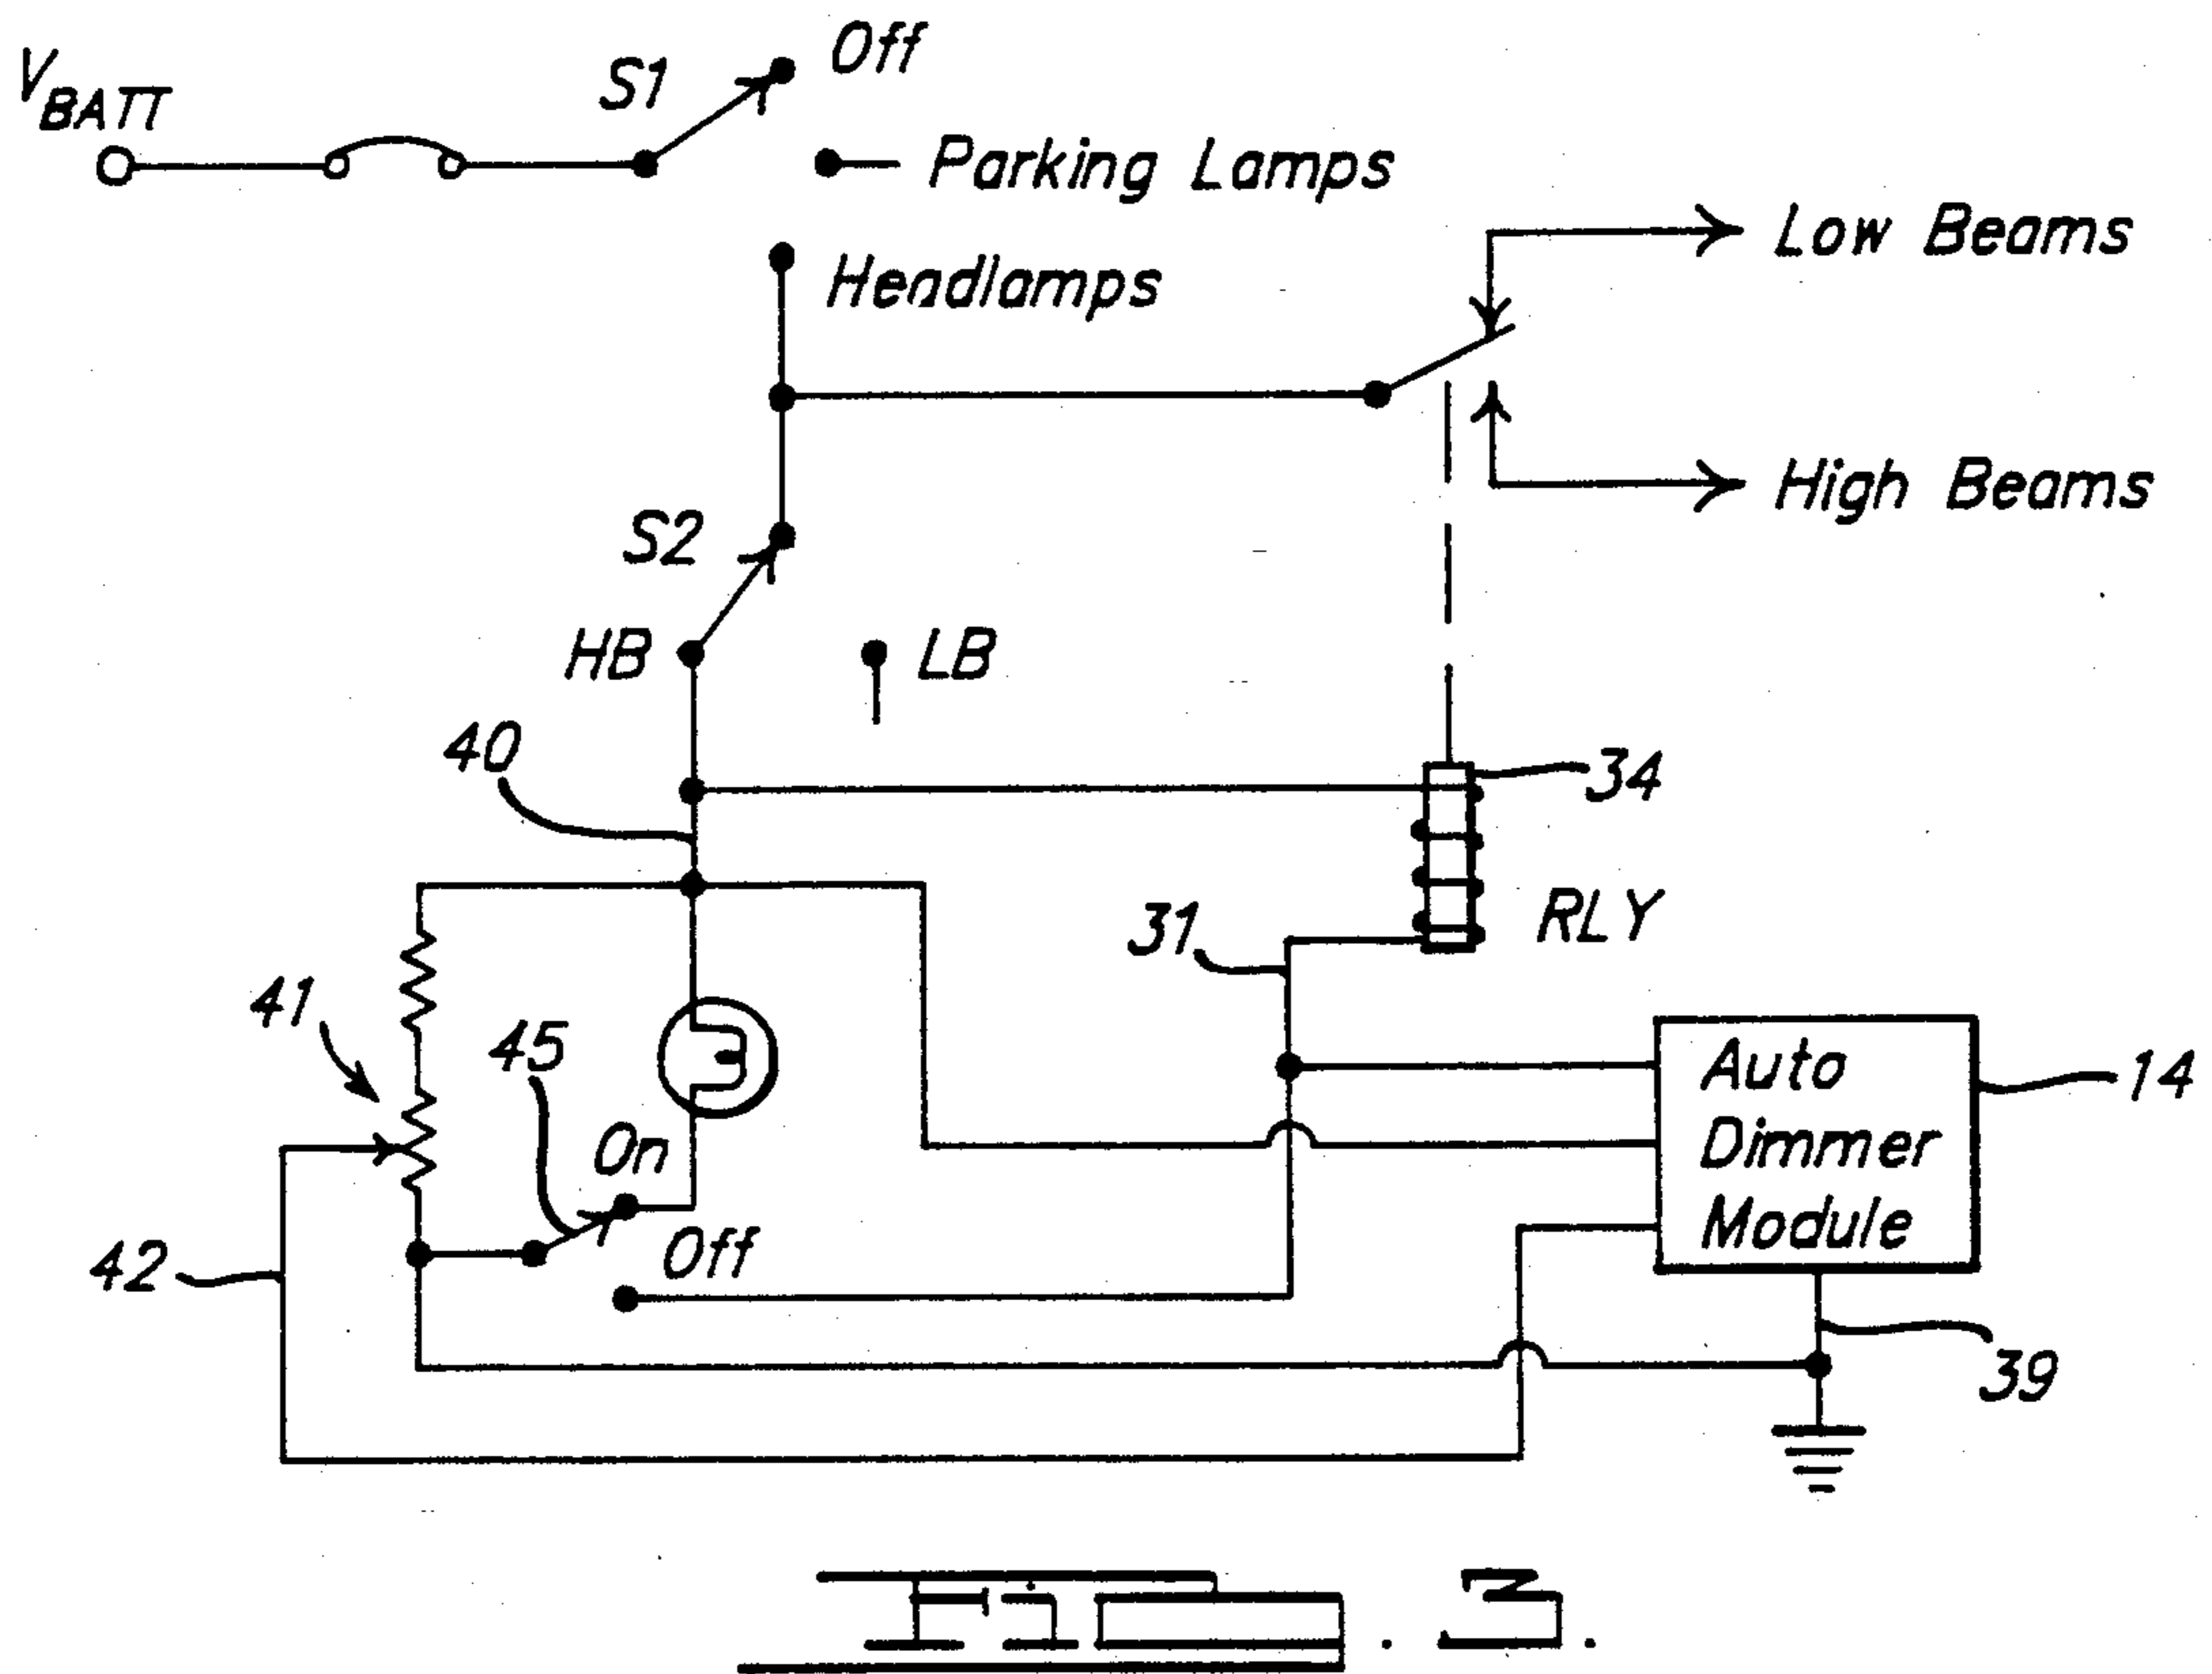 V_BATT
S1
Off
Parking Lamps
Low Beams
Headlamps
High Beams
S2
HB
LB
40
34
RLY
31
41
45
Auto
Dimmer
Module
14
On
Off
42
39
Fig. 3.